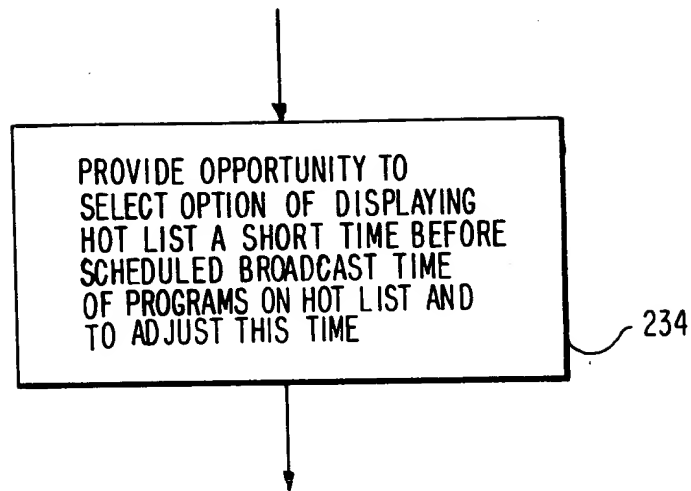 PROVIDE OPPORTUNITY TO
SELECT OPTION OF DISPLAYING
HOT LIST A SHORT TIME BEFORE
SCHEDULED BROADCAST TIME
OF PROGRAMS ON HOT LIST AND
TO ADJUST THIS TIME
234